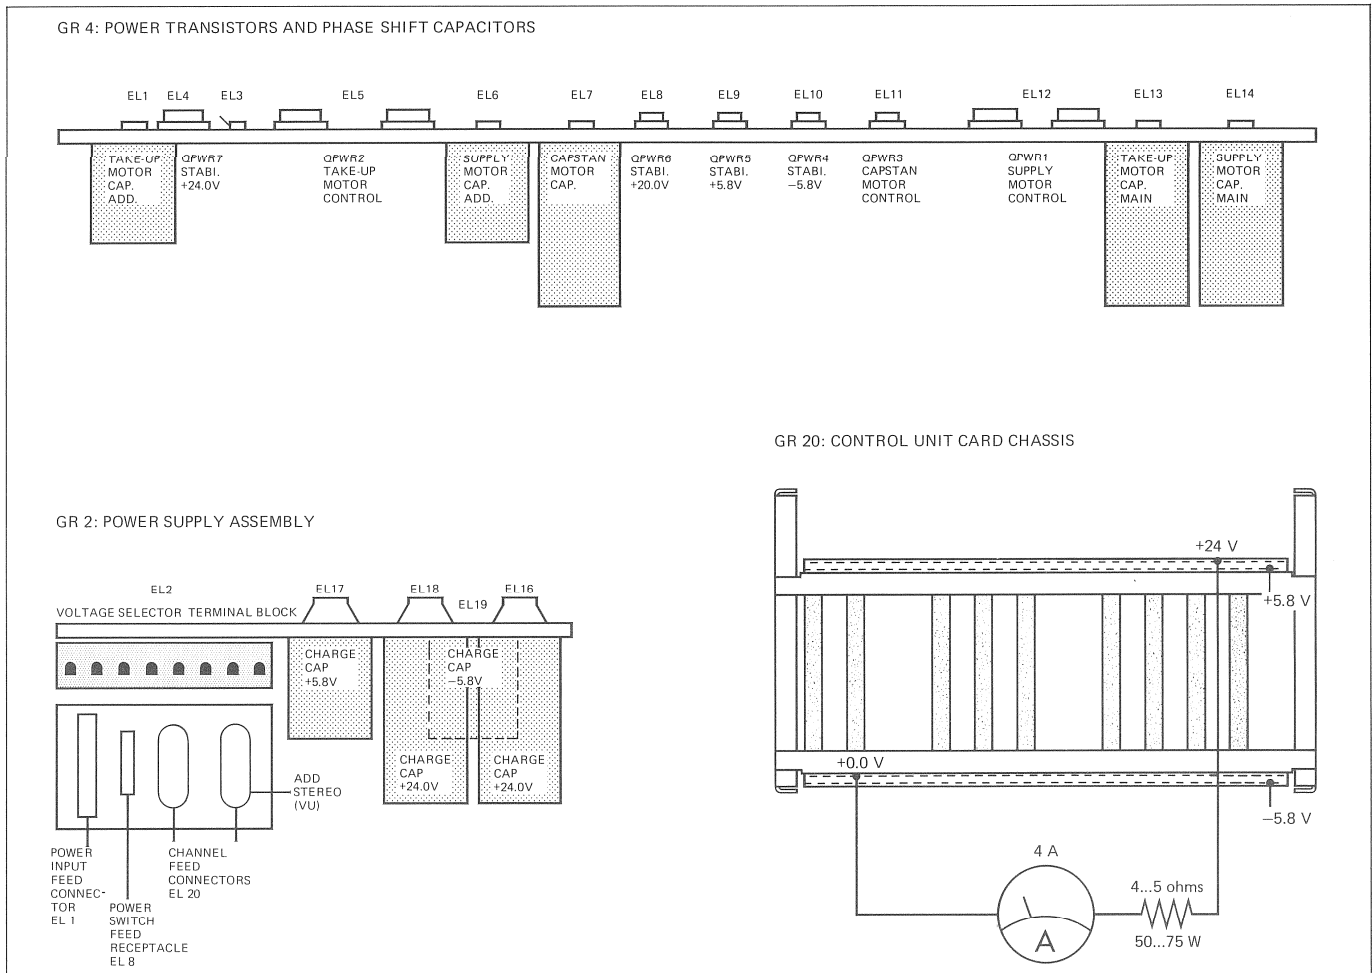 GR 4: POWER TRANSISTORS AND PHASE SHIFT CAPACITORS
EL1 EL4 EL3 EL5 EL6 EL7 EL8 EL9 EL10 EL11 EL12 EL13 EL14
TAKE-UP
MOTOR
CAP.
ADD.
QPWR7
STABI.
+24.0V
QPWR2
TAKE-UP
MOTOR
CONTROL
SUPPLY
MOTOR
CAP.
ADD.
CAPSTAN
MOTOR
CAP.
QPWR6
STABI.
+20.0V
QPWR5
STABI.
+5.8V
QPWR4
STABI.
−5.8V
QPWR3
CAPSTAN
MOTOR
CONTROL
QPWR1
SUPPLY
MOTOR
CONTROL
TAKE-UP
MOTOR
CAP.
MAIN
SUPPLY
MOTOR
CAP.
MAIN
GR 2: POWER SUPPLY ASSEMBLY
EL2
VOLTAGE SELECTOR TERMINAL BLOCK
EL17
EL18
EL19
EL16
CHARGE
CAP
+5.8V
CHARGE
CAP
−5.8V
CHARGE
CAP
+24.0V
CHARGE
CAP
+24.0V
ADD
STEREO
(VU)
POWER
INPUT
FEED
CONNEC-
TOR
EL 1
POWER
SWITCH
FEED
RECEPTACLE
EL 8
CHANNEL
FEED
CONNECTORS
EL 20
GR 20: CONTROL UNIT CARD CHASSIS
+24 V
+5.8 V
+0.0 V
−5.8 V
4 A
A
4...5 ohms
50...75 W